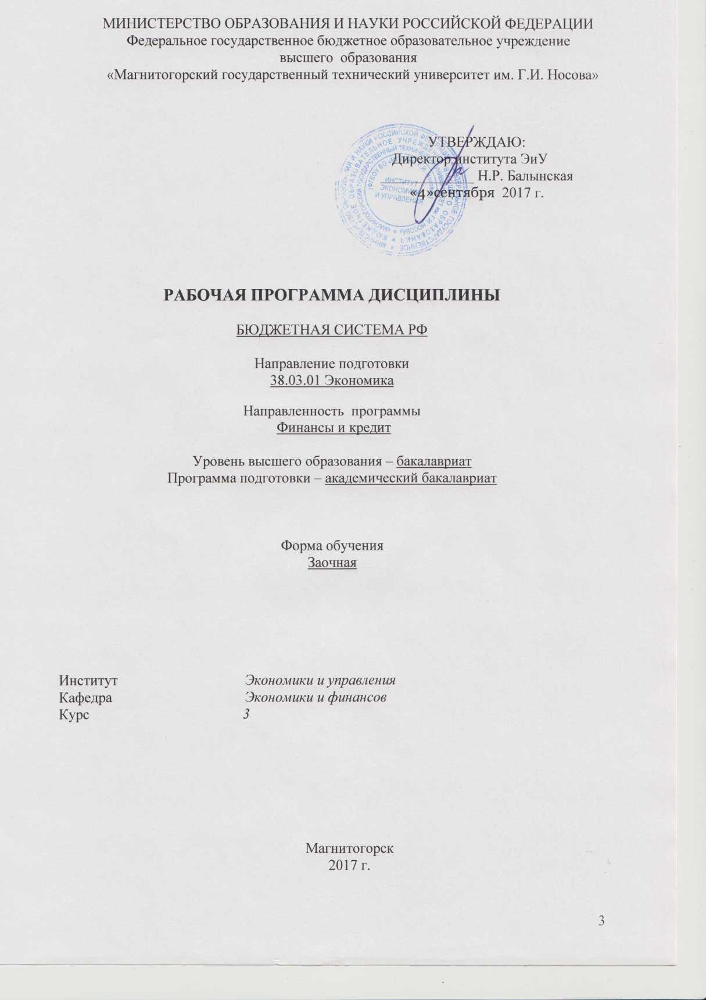 МИНИСТЕРСТВО ОБРАЗОВАНИЯ И НАУКИ РОССИЙСКОЙ ФЕДЕРАЦИИ
Федеральное государственное бюджетное образовательное учреждение
высшего образования
«Магнитогорский государственный технический университет им. Г.И. Носова»
УТВЕРЖДАЮ:
Директор института ЭиУ
Н.Р. Балынская
«4»сентября 2017 г.
ИНСТИТУТ
ЭКОНОМИКИ
И УПРАВЛЕНИЯ
РАБОЧАЯ ПРОГРАММА ДИСЦИПЛИНЫ
БЮДЖЕТНАЯ СИСТЕМА РФ
Направление подготовки
38.03.01 Экономика
Направленность программы
Финансы и кредит
Уровень высшего образования – бакалавриат
Программа подготовки – академический бакалавриат
Форма обучения
Заочная
Институт Экономики и управления
Кафедра Экономики и финансов
Курс 3
Магнитогорск
2017 г.
3